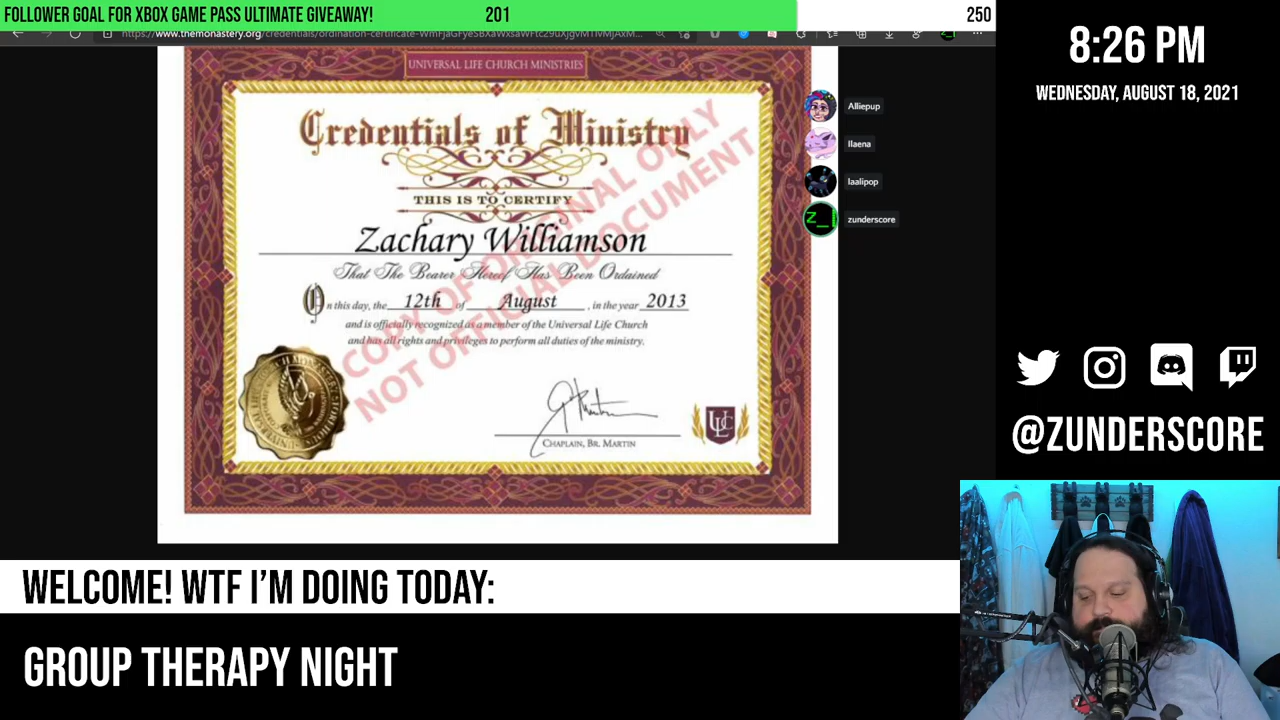 FOLLOWER GOAL FOR XBOX GAME PASS ULTIMATE GIVEAWAY!
201
250
8:26 PM
WEDNESDAY, AUGUST 18, 2021
UNIVERSAL LIFE CHURCH MINISTRIES
Credentials of Ministry
THIS IS TO CERTIFY
Zachary Williamson
That The Bearer Hereof Has Been Ordained
On this day, the 12th of August, in the year 2013
and is officially recognized as a member of the Universal Life Church
and has all rights and privileges to perform all duties of the ministry.
COPY OF ORIGINAL ONLY
NOT OFFICIAL DOCUMENT
CHAPLAIN, BR. MARTIN
ULC
Alliepup
laalipop
Z_
zunderscore
@ZUNDERSCORE
WELCOME! WTF I'M DOING TODAY:
GROUP THERAPY NIGHT